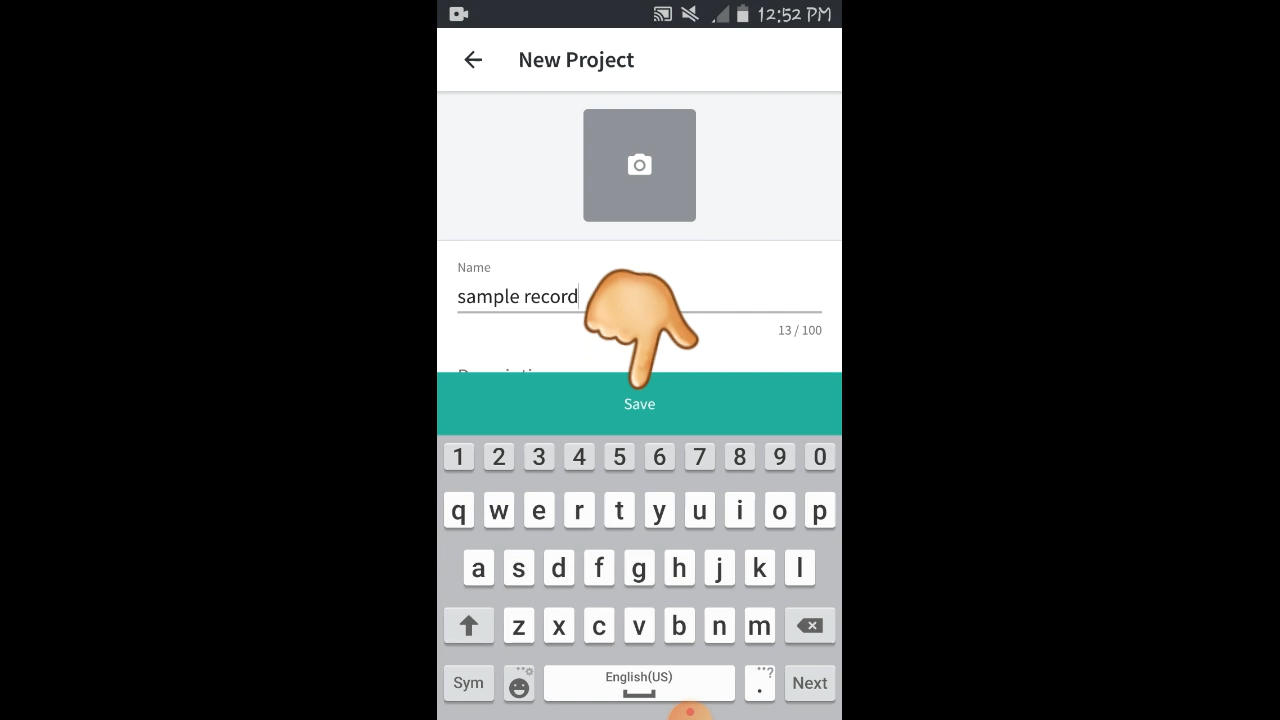 12:52 PM
New Project
Name
sample record
13 / 100
Save
1 2 3 4 5 6 7 8 9 0
q w e r t y u i o p
a s d f g h j k l
z x c v b n m
Sym English(US) . Next